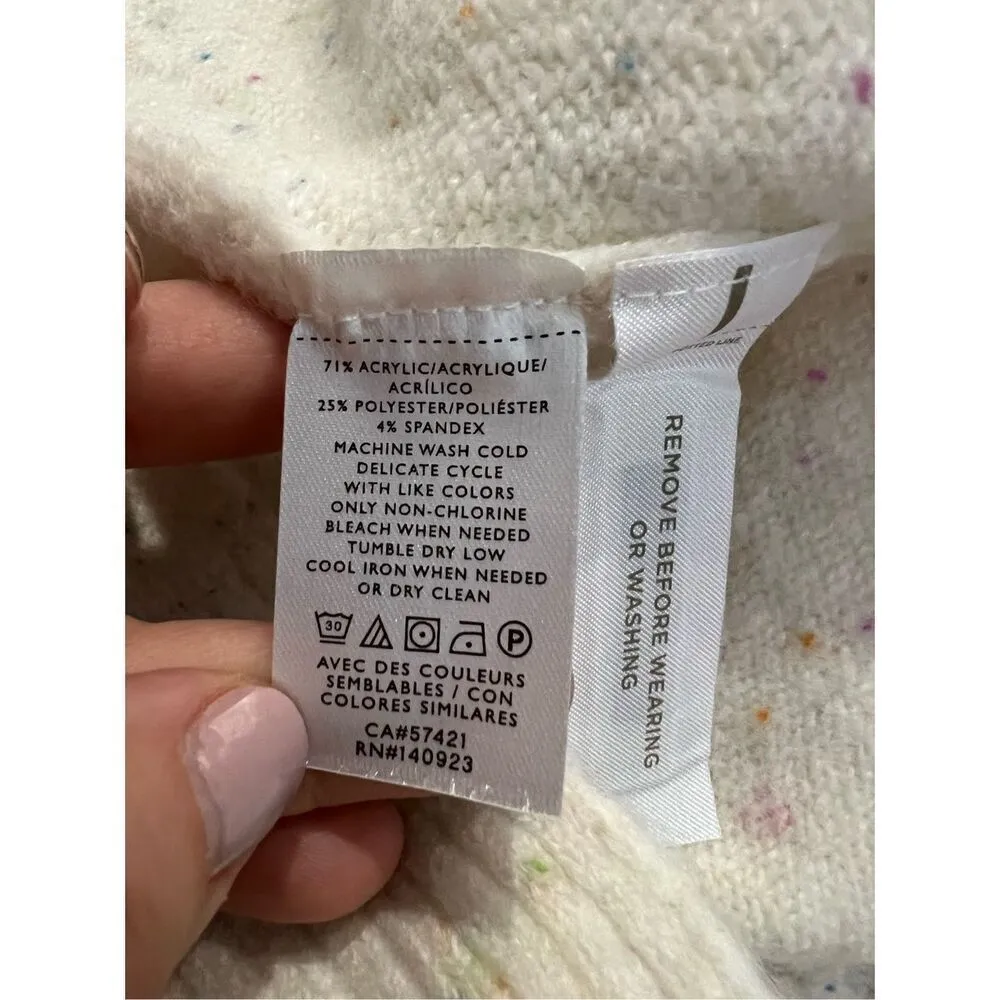 71% ACRYLIC/ACRYLIQUE/
ACRÍLICO
25% POLYESTER/POLIÉSTER
4% SPANDEX
MACHINE WASH COLD
DELICATE CYCLE
WITH LIKE COLORS
ONLY NON-CHLORINE
BLEACH WHEN NEEDED
TUMBLE DRY LOW
COOL IRON WHEN NEEDED
OR DRY CLEAN
30
P
AVEC DES COULEURS
SEMBLABLES / CON
COLORES SIMILARES
CA#57421
RN#140923
LINE
REMOVE BEFORE WEARING
OR WASHING